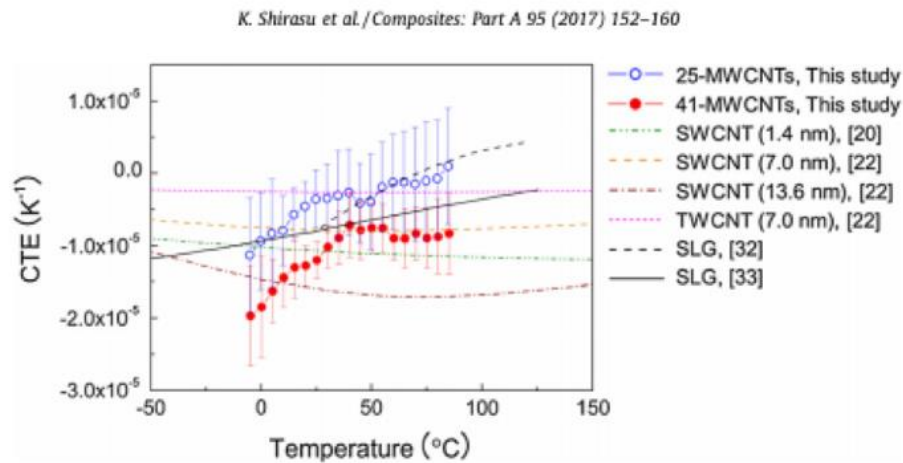 K. Shirasu et al. / Composites: Part A 95 (2017) 152–160
1.0x10⁻⁵
0.0
-1.0x10⁻⁵
-2.0x10⁻⁵
-3.0x10⁻⁵
CTE (K⁻¹)
-50 0 50 100 150
Temperature (°C)
25-MWCNTs, This study
41-MWCNTs, This study
SWCNT (1.4 nm), [20]
SWCNT (7.0 nm), [22]
SWCNT (13.6 nm), [22]
TWCNT (7.0 nm), [22]
SLG, [32]
SLG, [33]